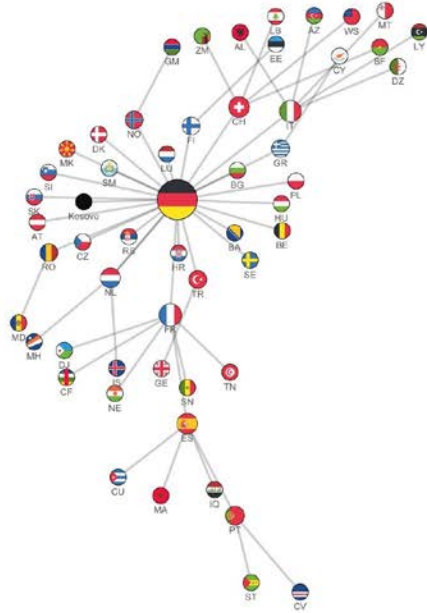 LB
AZ
WS
MT
ZM
AL
EE
CY
BF
LY
GM
DZ
NO
FI
CH
IT
DK
MK
LU
GR
SM
BG
SI
PL
SK
Kosovo
HU
AT
RS
BA
BE
RO
CZ
HR
SE
NL
TR
MD
MH
FR
DJ
CF
IS
GE
TN
NE
SN
ES
CU
MA
IQ
PT
ST
CV